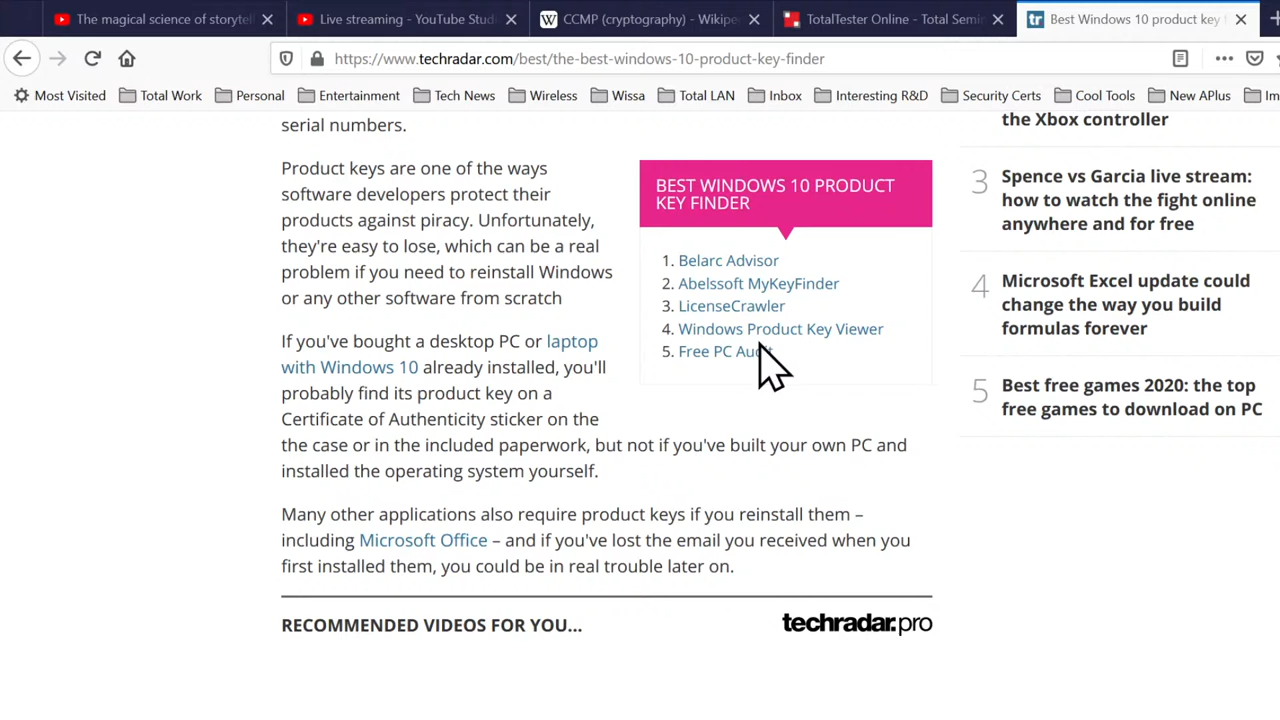 The magical science of storytell
Live streaming - YouTube Stud
CCMP (cryptography) - Wikipe
TotalTester Online - Total Semi
Best Windows 10 product key
https://www.techradar.com/best/the-best-windows-10-product-key-finder
Most Visited Total Work Personal Entertainment Tech News Wireless Wissa Total LAN Inbox Interesting R&D Security Certs Cool Tools New APlus Im
serial numbers.
Product keys are one of the ways
software developers protect their
products against piracy. Unfortunately,
they're easy to lose, which can be a real
problem if you need to reinstall Windows
or any other software from scratch
If you've bought a desktop PC or laptop
with Windows 10 already installed, you'll
probably find its product key on a
Certificate of Authenticity sticker on the
the case or in the included paperwork, but not if you've built your own PC and
installed the operating system yourself.
Many other applications also require product keys if you reinstall them –
including Microsoft Office – and if you've lost the email you received when you
first installed them, you could be in real trouble later on.
BEST WINDOWS 10 PRODUCT
KEY FINDER
1. Belarc Advisor
2. Abelssoft MyKeyFinder
3. LicenseCrawler
4. Windows Product Key Viewer
5. Free PC Audit
RECOMMENDED VIDEOS FOR YOU...
techradar.pro
the Xbox controller
3 Spence vs Garcia live stream:
how to watch the fight online
anywhere and for free
4 Microsoft Excel update could
change the way you build
formulas forever
5 Best free games 2020: the top
free games to download on PC